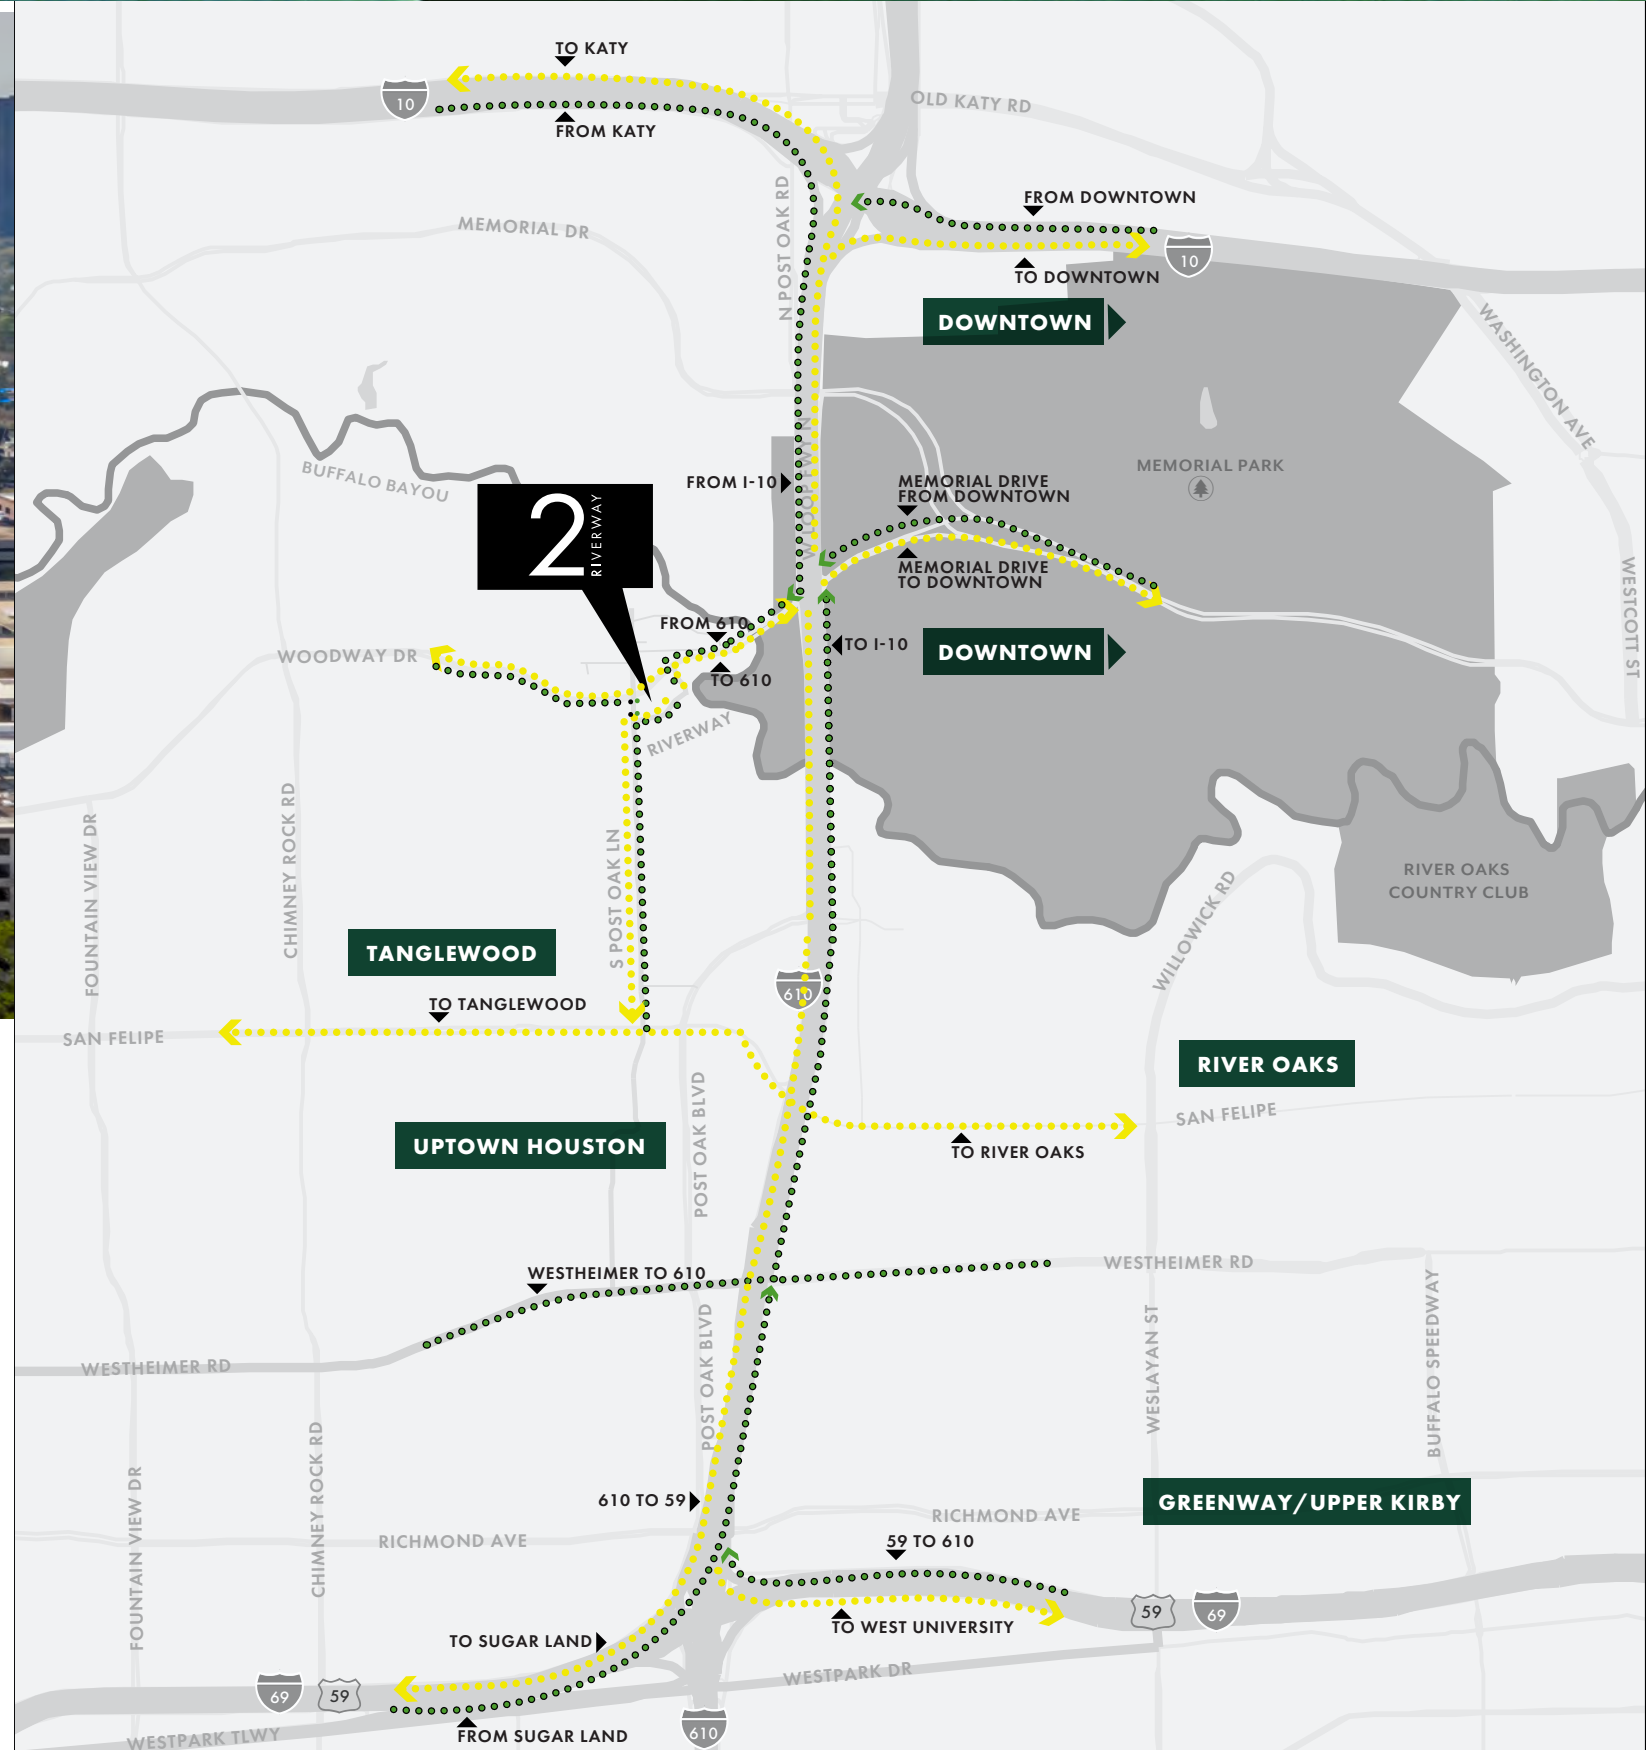 TO KATY
10
FROM KATY
OLD KATY RD
N POST OAK RD
FROM DOWNTOWN
MEMORIAL DR
10
TO DOWNTOWN
DOWNTOWN
WASHINGTON AVE
W LOOP FWY N
BUFFALO BAYOU
FROM I-10
MEMORIAL DRIVE
FROM DOWNTOWN
MEMORIAL PARK
2
RIVERWAY
MEMORIAL DRIVE
TO DOWNTOWN
WESTCOTT ST
FROM 610
WOODWAY DR
TO I-10
DOWNTOWN
TO 610
RIVERWAY
FOUNTAIN VIEW DR
CHIMNEY ROCK RD
S POST OAK LN
RIVER OAKS
COUNTRY CLUB
WILLOWICK RD
TANGLEWOOD
610
TO TANGLEWOOD
SAN FELIPE
RIVER OAKS
POST OAK BLVD
SAN FELIPE
UPTOWN HOUSTON
TO RIVER OAKS
WESTHEIMER TO 610
WESTHEIMER RD
WESTHEIMER RD
POST OAK BLVD
WESLAYAN ST
BUFFALO SPEEDWAY
CHIMNEY ROCK RD
FOUNTAIN VIEW DR
610 TO 59
GREENWAY/UPPER KIRBY
RICHMOND AVE
RICHMOND AVE
59 TO 610
59
69
TO WEST UNIVERSITY
TO SUGAR LAND
WESTPARK DR
69
59
610
FROM SUGAR LAND
WESTPARK TLWY